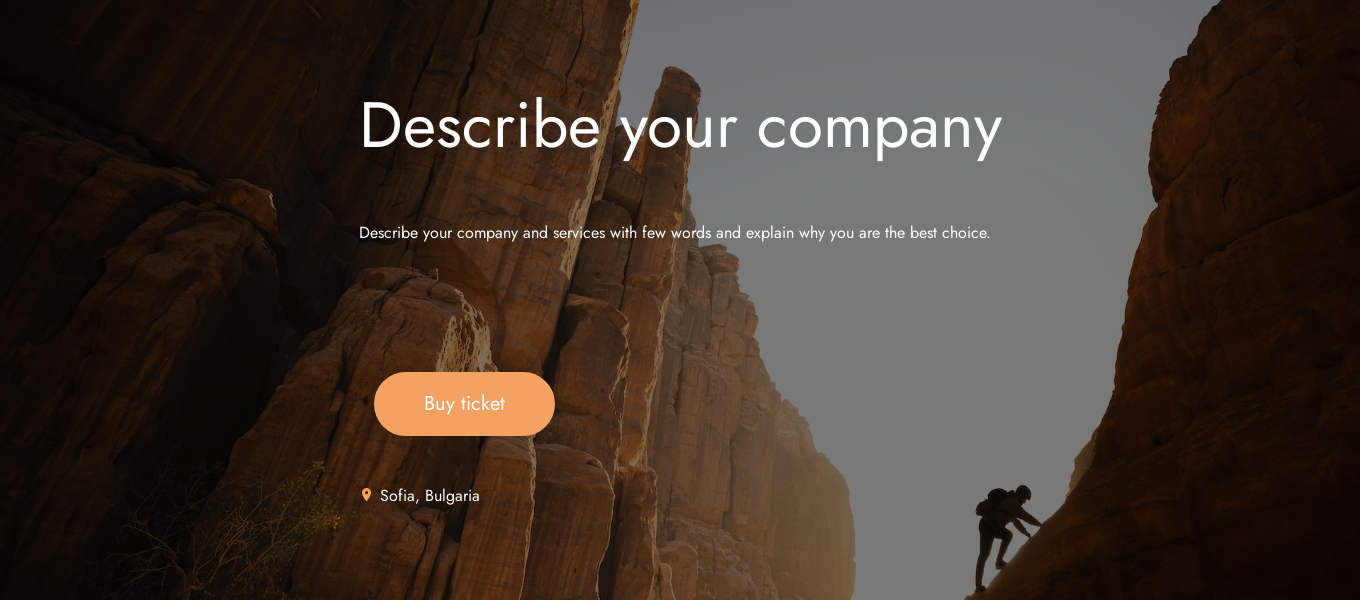 Describe your company
Describe your company and services with few words and explain why you are the best choice.
Buy ticket
Sofia, Bulgaria